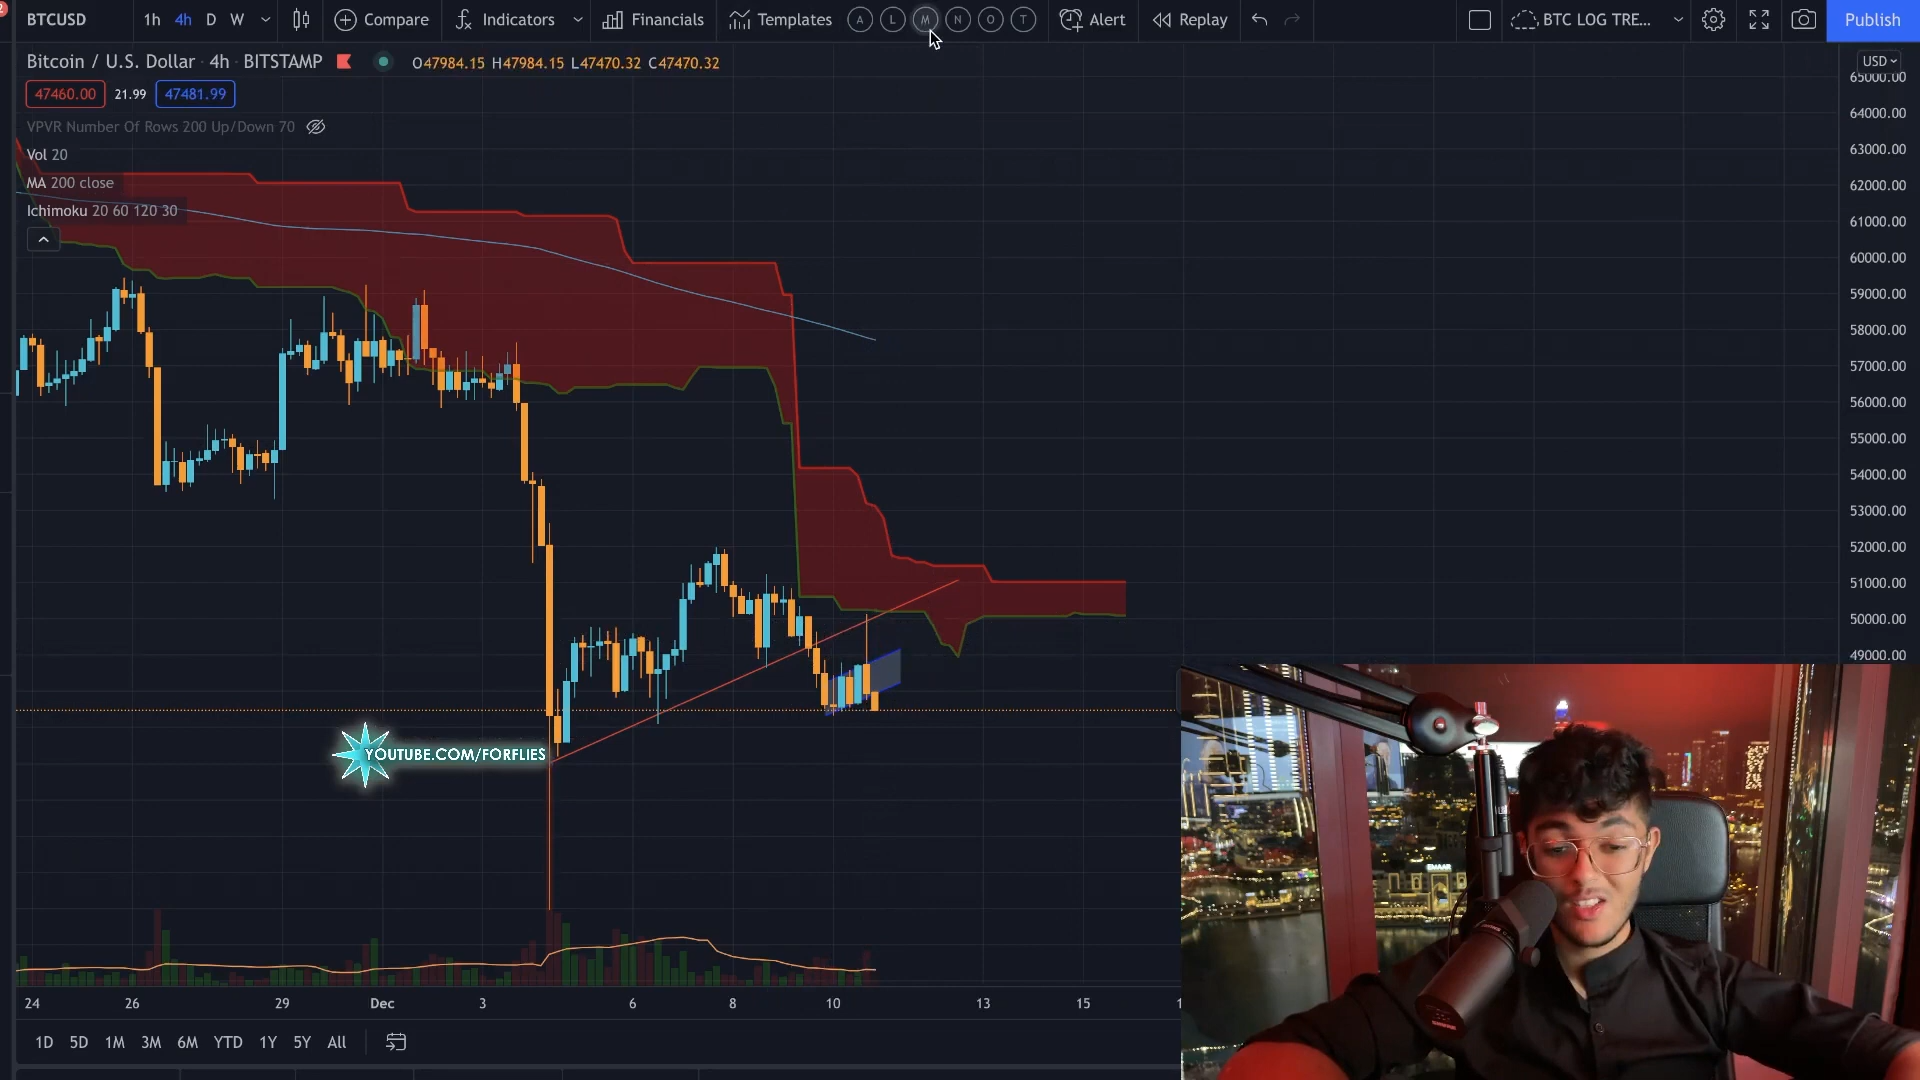 BTCUSD 1h 4h D W Compare Indicators Financials Templates A L M N O T Alert Replay BTC LOG TRE... Publish
Bitcoin / U.S. Dollar · 4h · BITSTAMP O47984.15 H47984.15 L47470.32 C47470.32
USD
47460.00 21.99 47481.99
VPVR Number Of Rows 200 Up/Down 70
Vol 20
MA 200 close
Ichimoku 20 60 120 30
65000.00
64000.00
63000.00
62000.00
61000.00
60000.00
59000.00
58000.00
57000.00
56000.00
55000.00
54000.00
53000.00
52000.00
51000.00
50000.00
49000.00
YOUTUBE.COM/FORFLIES
EMAAR
24 26 29 Dec 3 6 8 10 13 15
1D 5D 1M 3M 6M YTD 1Y 5Y All